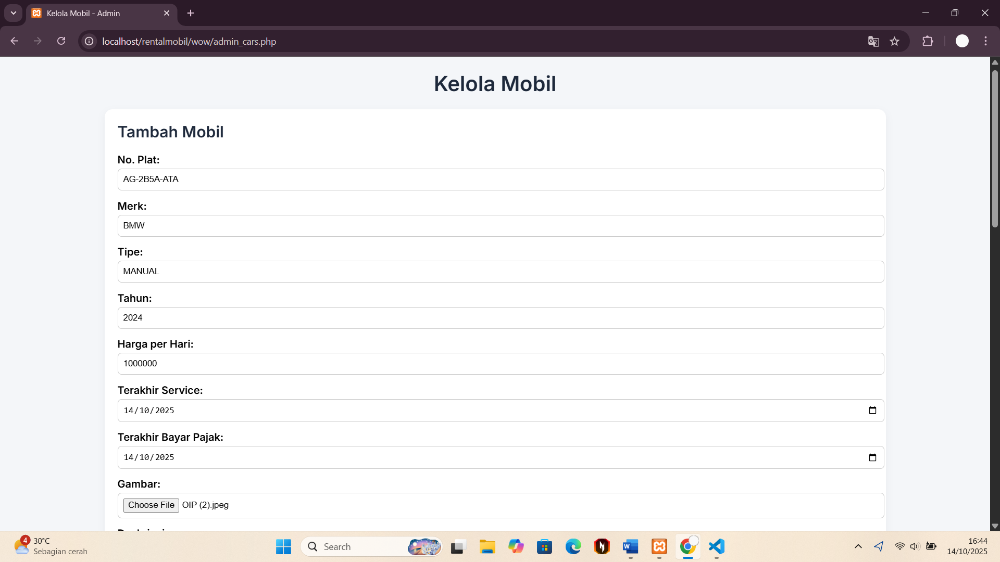 Kelola Mobil - Admin
localhost/rentalmobil/wow/admin_cars.php
Kelola Mobil
Tambah Mobil
No. Plat:
AG-2B5A-ATA
Merk:
BMW
Tipe:
MANUAL
Tahun:
2024
Harga per Hari:
1000000
Terakhir Service:
14/10/2025
Terakhir Bayar Pajak:
14/10/2025
Gambar:
Choose File OIP (2).jpeg
4
30°C
Sebagian cerah
Search
16:44
14/10/2025